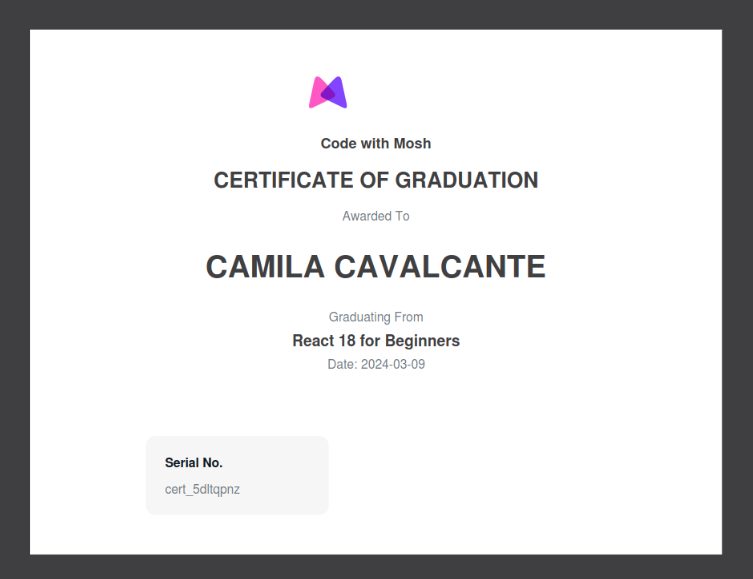 Code with Mosh
CERTIFICATE OF GRADUATION
Awarded To
CAMILA CAVALCANTE
Graduating From
React 18 for Beginners
Date: 2024-03-09
Serial No.
cert_5dltqpnz